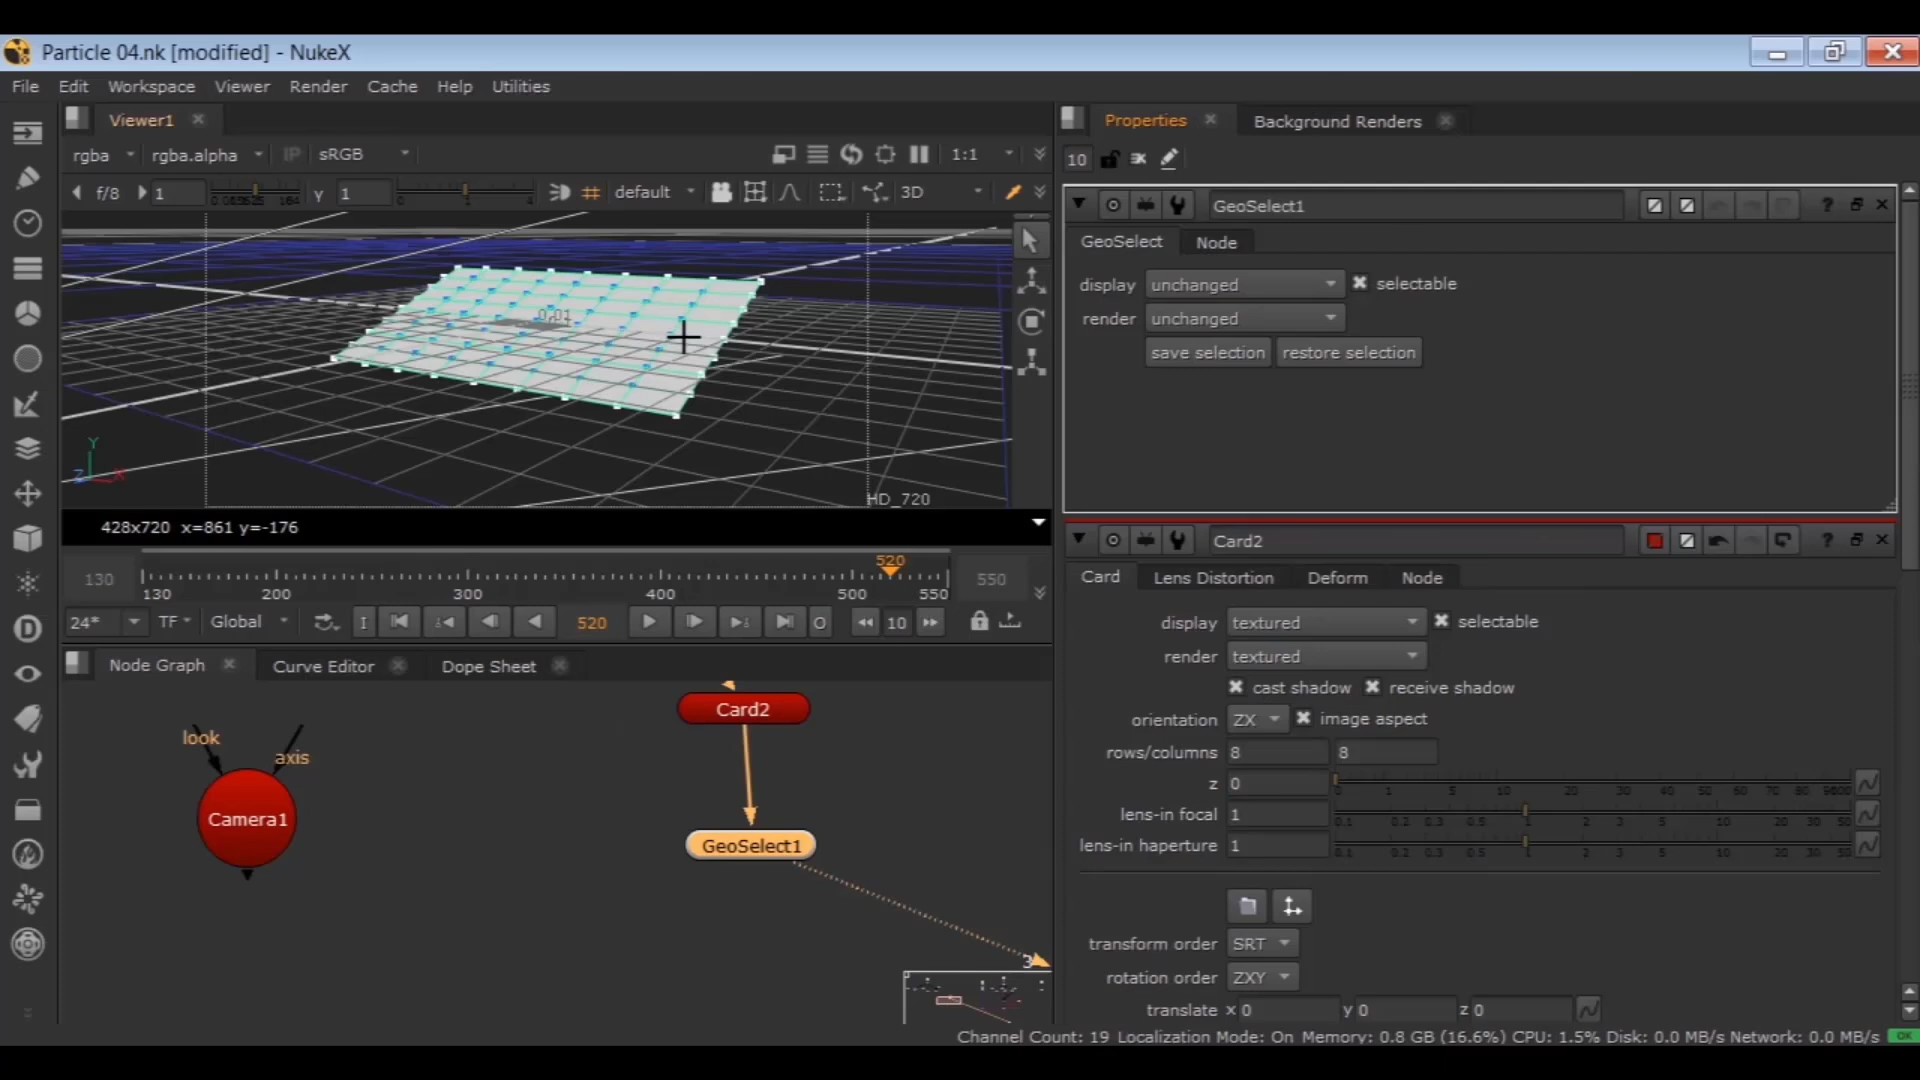 Particle 04.nk [modified] - NukeX
File Edit Workspace Viewer Render Cache Help Utilities
Viewer1
rgba rgba.alpha IP sRGB 1:1
f/8 1 y 1 default 3D
0.01
Y
Z X
HD_720
428x720 x=861 y=-176
130 520 550
130 200 300 400 500 550
24* TF Global I 520 O 10
Node Graph Curve Editor Dope Sheet
look
axis
Camera1
Card2
GeoSelect1
3
Properties Background Renders
10
GeoSelect1
GeoSelect Node
display unchanged selectable
render unchanged
save selection restore selection
Card2
Card Lens Distortion Deform Node
display textured selectable
render textured
cast shadow receive shadow
orientation ZX image aspect
rows/columns 8 8
z 0
lens-in focal 1
lens-in haperture 1
transform order SRT
rotation order ZXY
translate x 0 y 0 z 0
Channel Count: 19 Localization Mode: On Memory: 0.8 GB (16.6%) CPU: 1.5% Disk: 0.0 MB/s Network: 0.0 MB/s OK